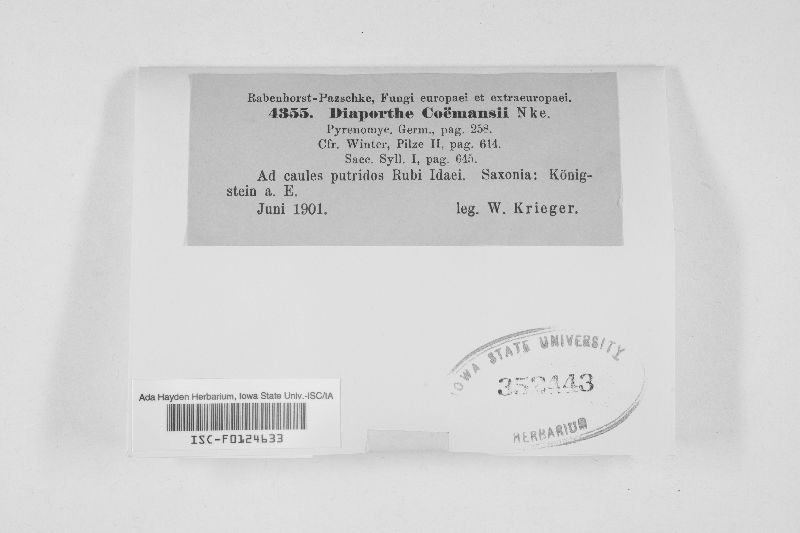 Rabenhorst-Pazschke, Fungi europaei et extraeuropaei.
4355. Diaporthe Coëmansii Nke.
Pyrenomyc. Germ., pag. 258.
Cfr. Winter, Pilze II, pag. 644.
Sacc. Syll. I, pag. 645.
Ad caules putridos Rubi Idaei. Saxonia: König-
stein a. E.
Juni 1901. leg. W. Krieger.
IOWA STATE UNIVERSITY
352443
HERBARIUM
Ada Hayden Herbarium, Iowa State Univ.-ISC/IA
ISC-F0124633